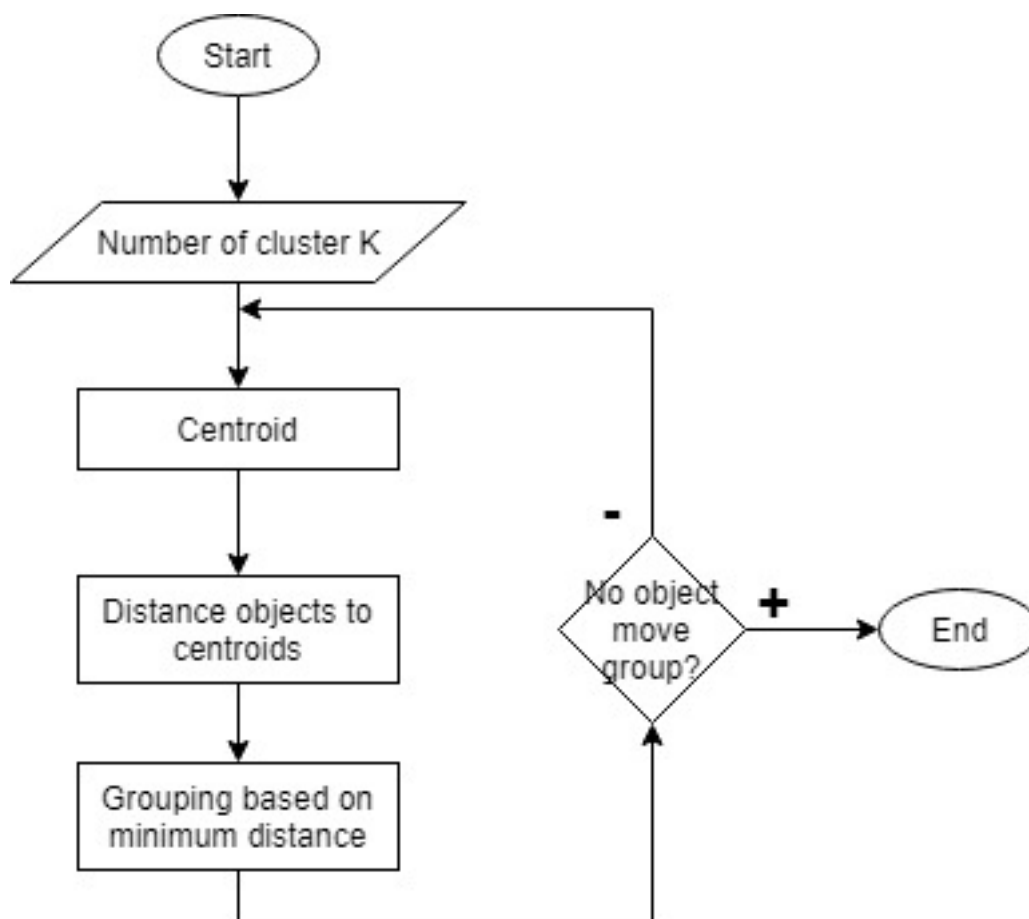 Start
Number of cluster K
Centroid
Distance objects to
centroids
Grouping based on
minimum distance
-
No object
move
group?
+
End